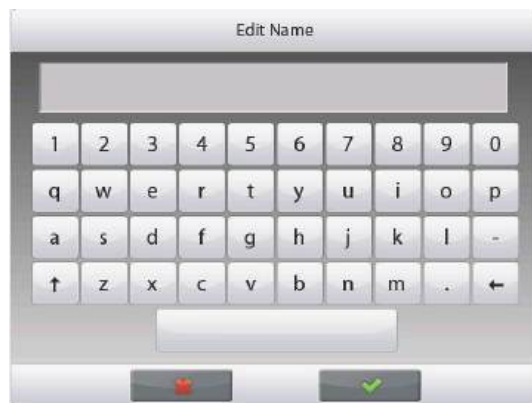 Edit Name
1 2 3 4 5 6 7 8 9 0
q w e r t y u i o p
a s d f g h j k l -
↑ z x c v b n m . ←